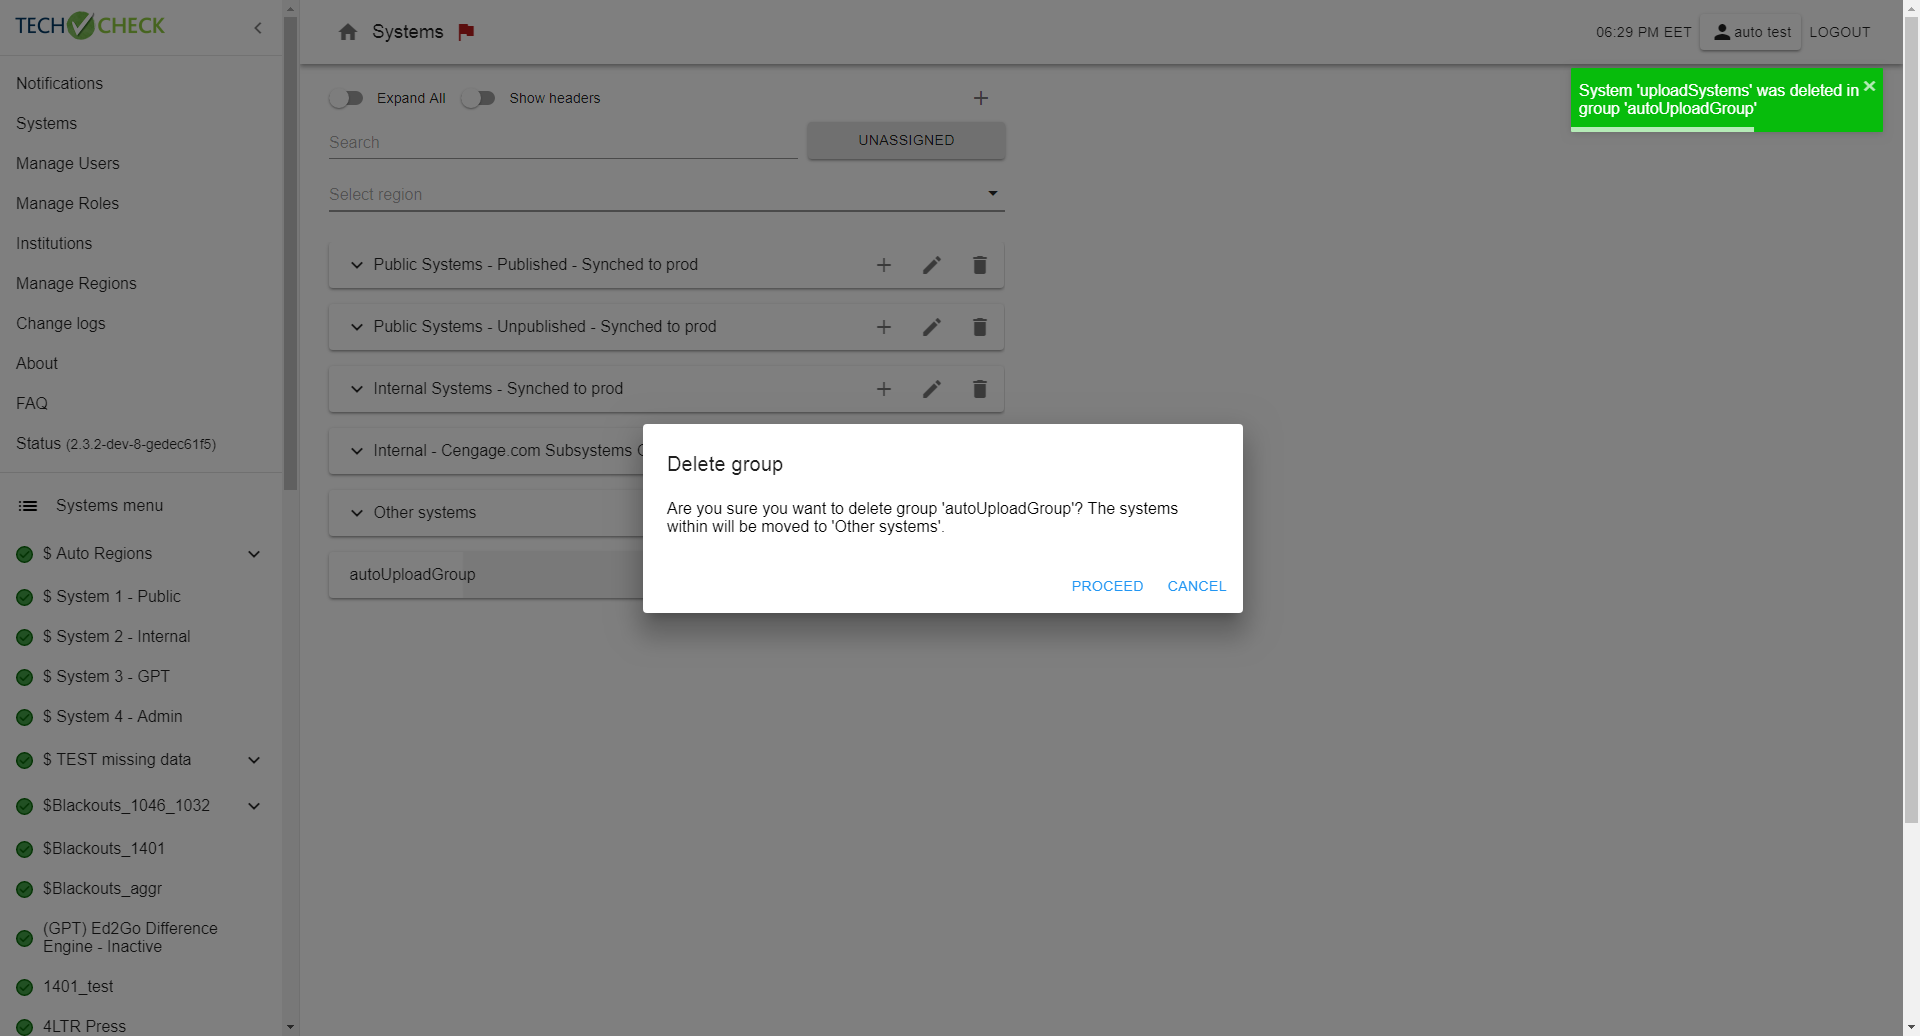 TECH CHECK
Notifications
Systems
Manage Users
Manage Roles
Institutions
Manage Regions
Change logs
About
FAQ
Status (2.3.2-dev-8-gedec61f5)
Systems menu
$ Auto Regions
$ System 1 - Public
$ System 2 - Internal
$ System 3 - GPT
$ System 4 - Admin
$ TEST missing data
$Blackouts_1046_1032
$Blackouts_1401
$Blackouts_aggr
(GPT) Ed2Go Difference
Engine - Inactive
1401_test
4LTR Press
Systems
06:29 PM EET
auto test
LOGOUT
System 'uploadSystems' was deleted in
group 'autoUploadGroup'
Expand All
Show headers
Search
UNASSIGNED
Select region
Public Systems - Published - Synched to prod
Public Systems - Unpublished - Synched to prod
Internal Systems - Synched to prod
Internal - Cengage.com Subsystems
Other systems
autoUploadGroup
Delete group
Are you sure you want to delete group 'autoUploadGroup'? The systems
within will be moved to 'Other systems'.
PROCEED
CANCEL